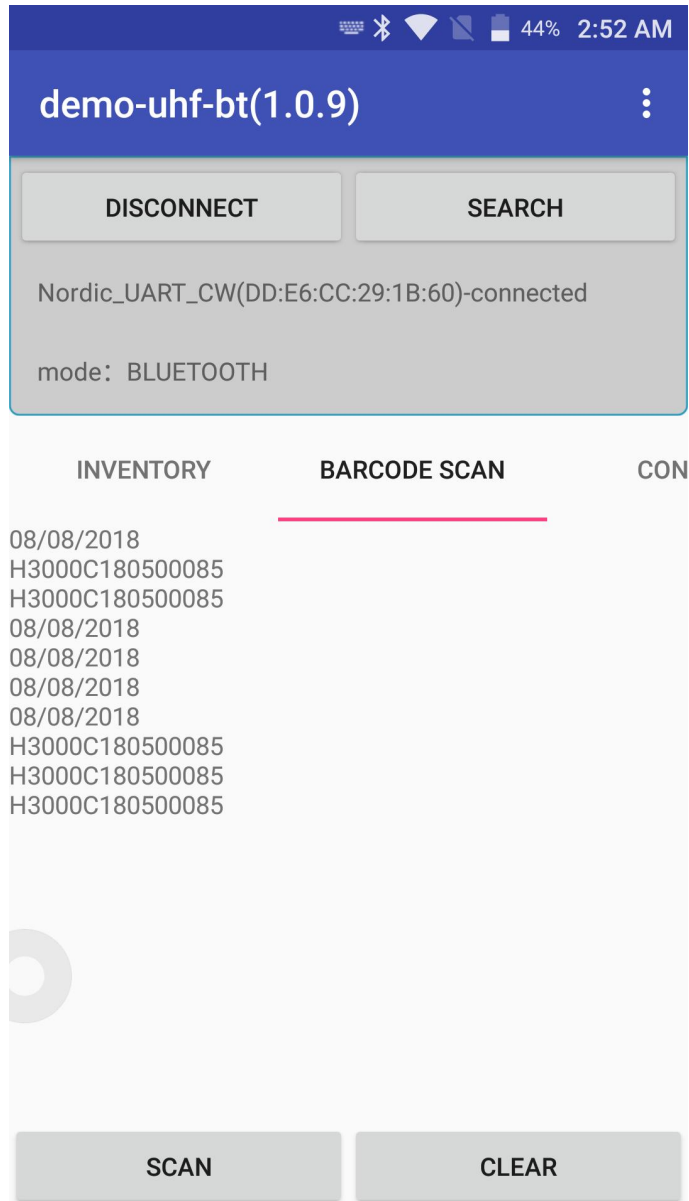 44% 2:52 AM
demo-uhf-bt(1.0.9)
DISCONNECT SEARCH
Nordic_UART_CW(DD:E6:CC:29:1B:60)-connected
mode：BLUETOOTH
INVENTORY BARCODE SCAN CON
08/08/2018
H3000C180500085
H3000C180500085
08/08/2018
08/08/2018
08/08/2018
08/08/2018
H3000C180500085
H3000C180500085
H3000C180500085
SCAN CLEAR